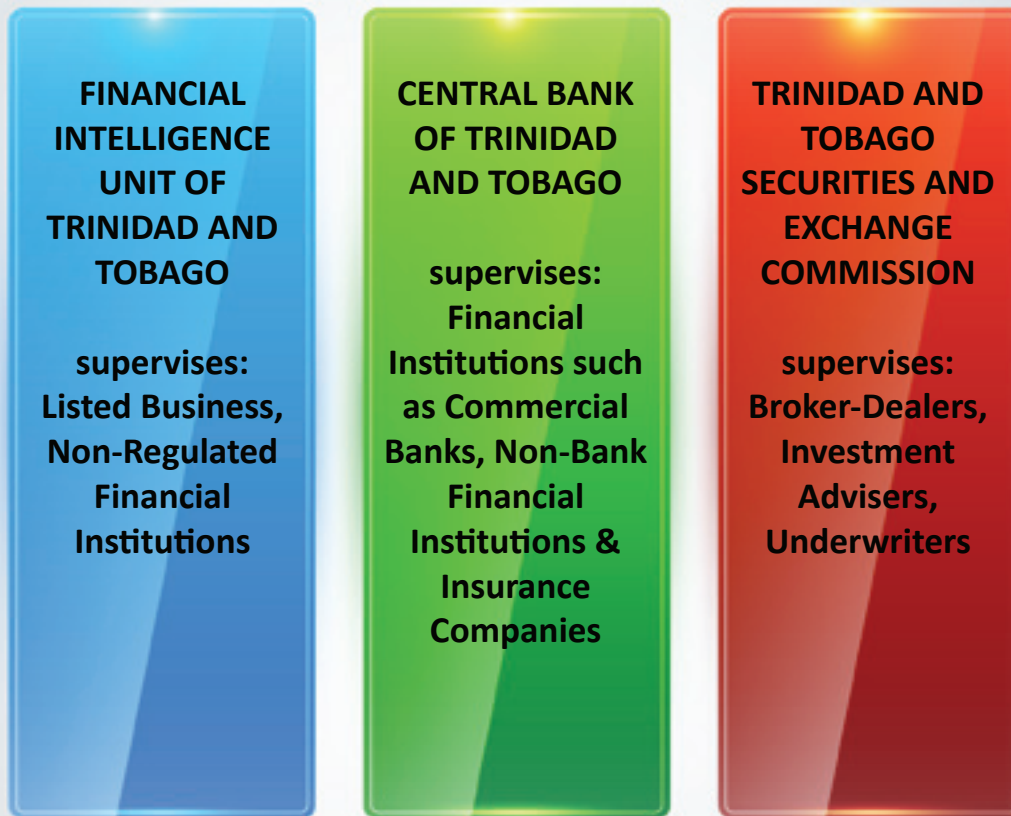 FINANCIAL
INTELLIGENCE
UNIT OF
TRINIDAD AND
TOBAGO
supervises:
Listed Business,
Non-Regulated
Financial
Institutions
CENTRAL BANK
OF TRINIDAD
AND TOBAGO
supervises:
Financial
Institutions such
as Commercial
Banks, Non-Bank
Financial
Institutions &
Insurance
Companies
TRINIDAD AND
TOBAGO
SECURITIES AND
EXCHANGE
COMMISSION
supervises:
Broker-Dealers,
Investment
Advisers,
Underwriters